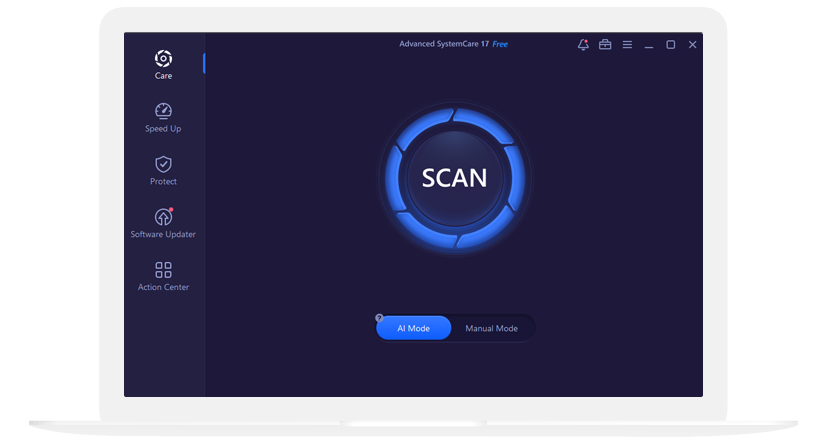 Advanced SystemCare 17 Free
Care
Speed Up
Protect
Software Updater
Action Center
SCAN
?
AI Mode
Manual Mode